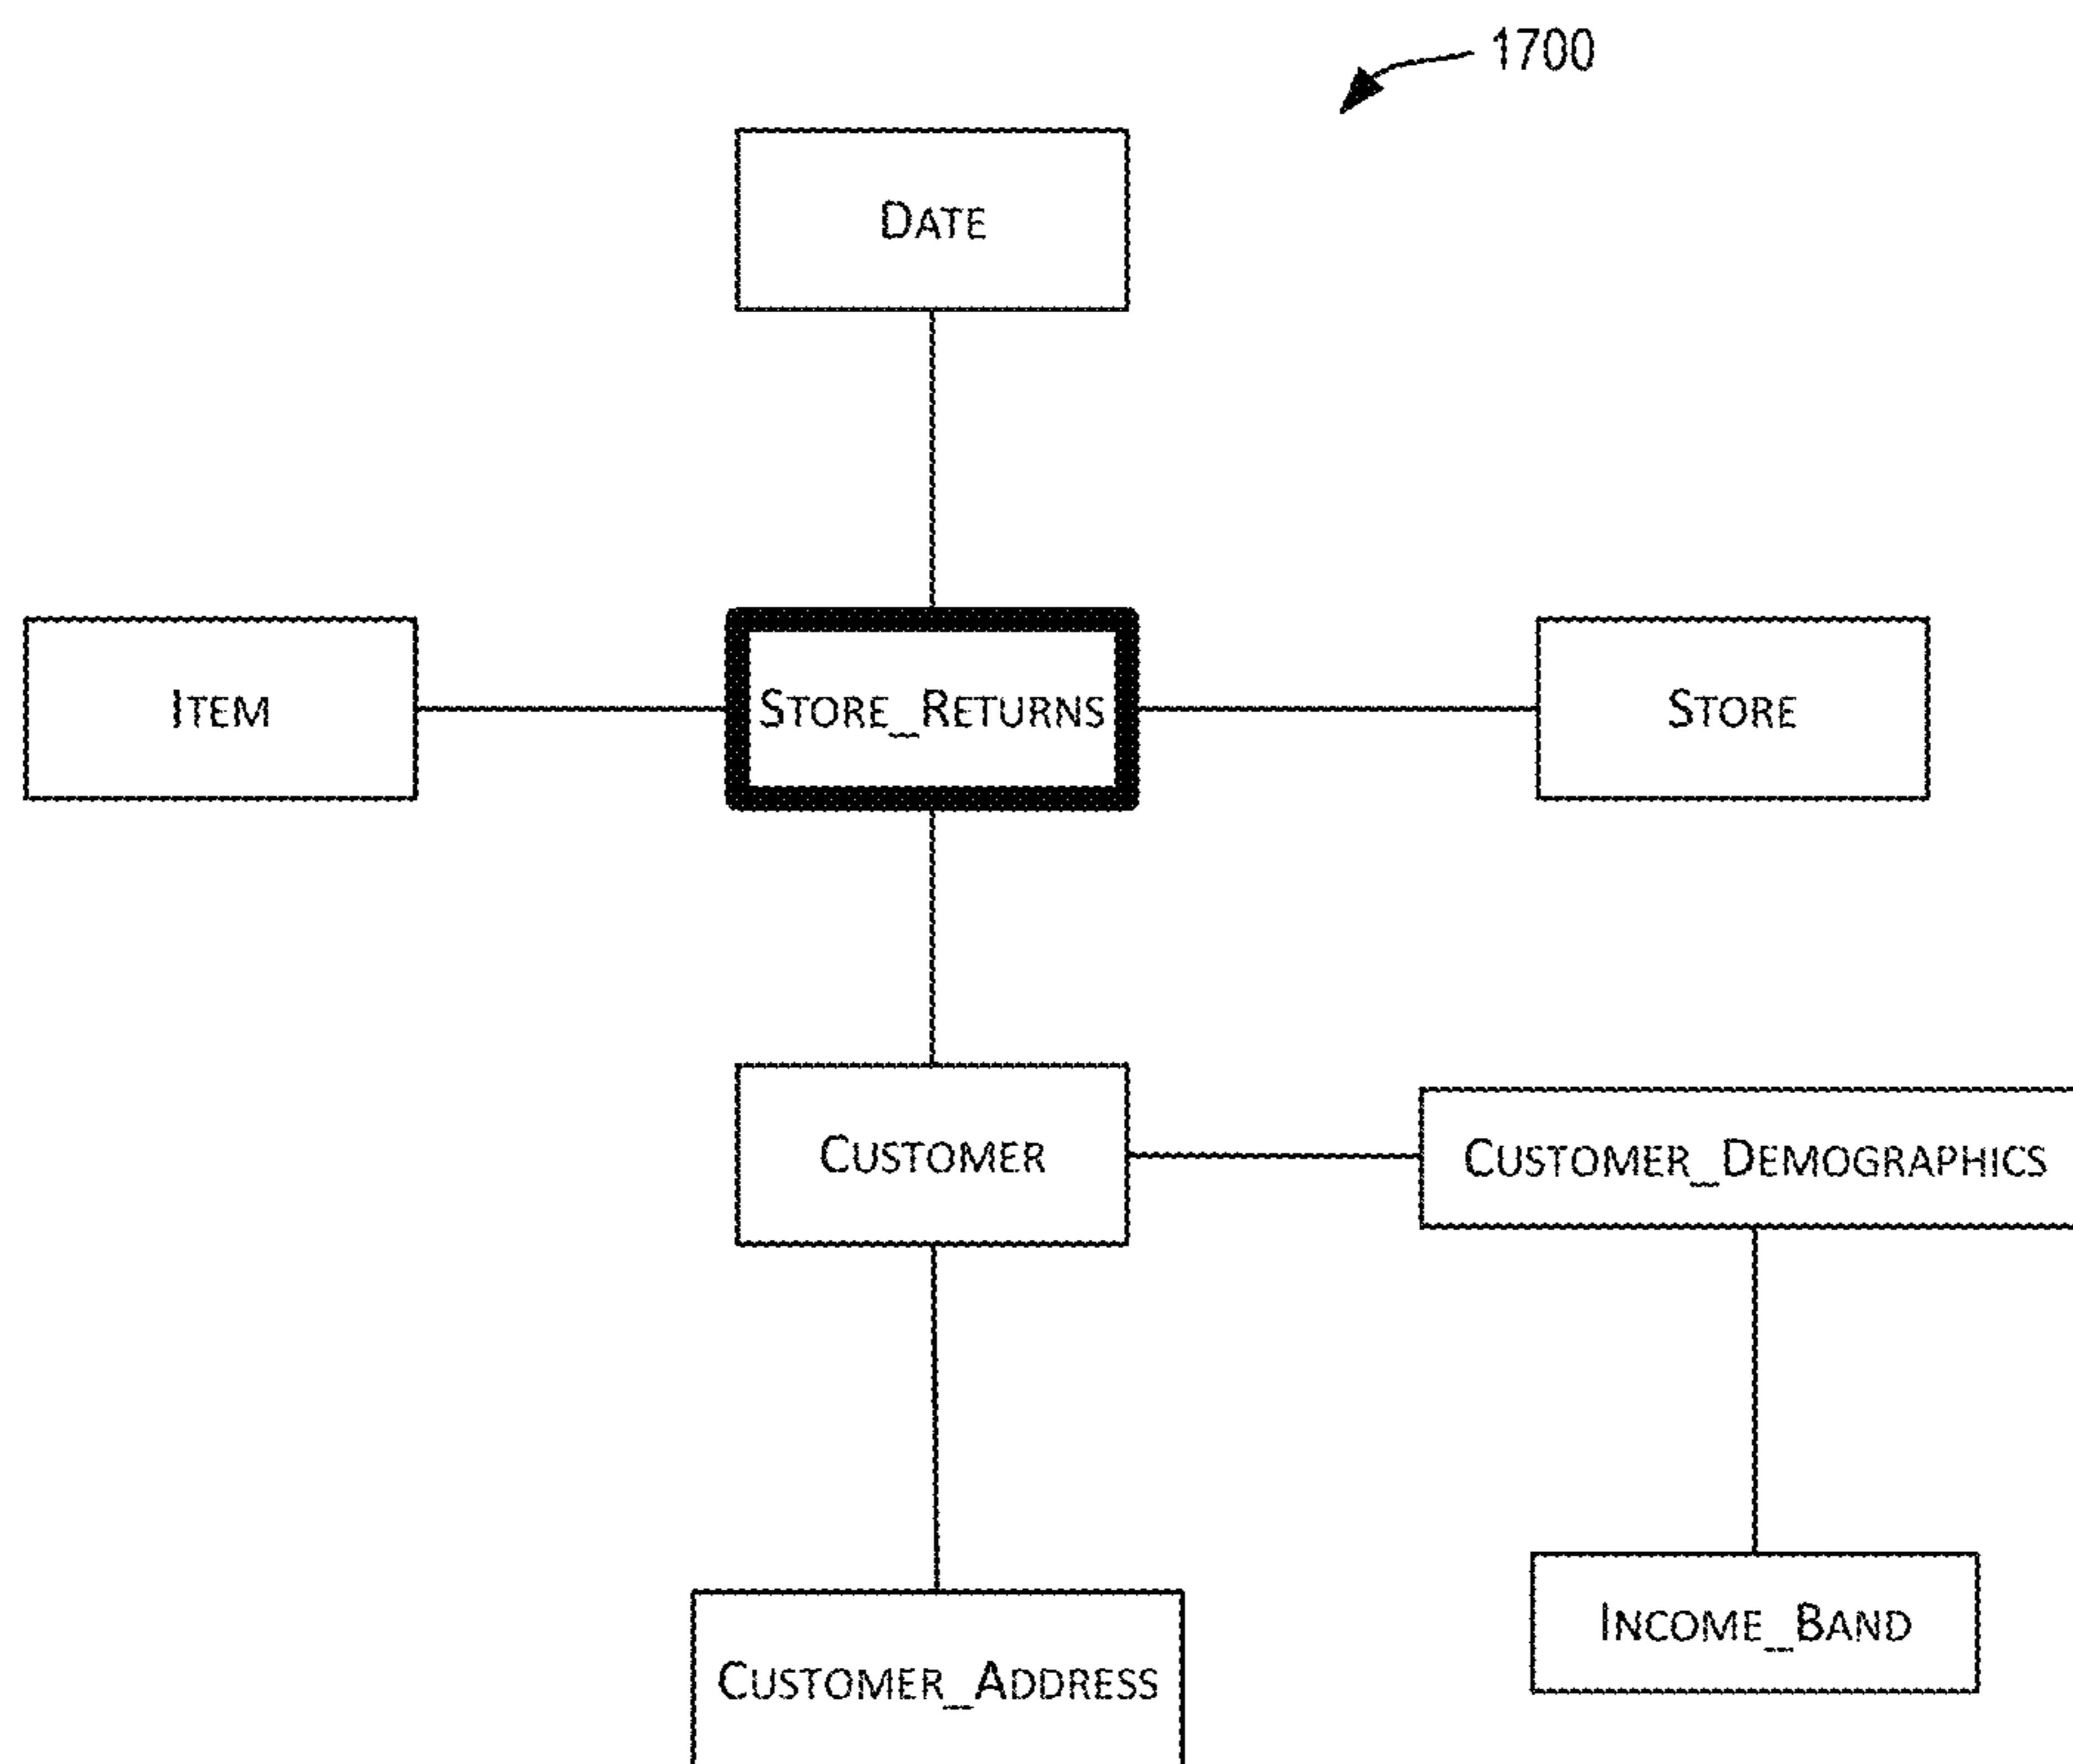 1700
DATE
ITEM
STORE_RETURNS
STORE
CUSTOMER
CUSTOMER_DEMOGRAPHICS
INCOME_BAND
CUSTOMER_ADDRESS